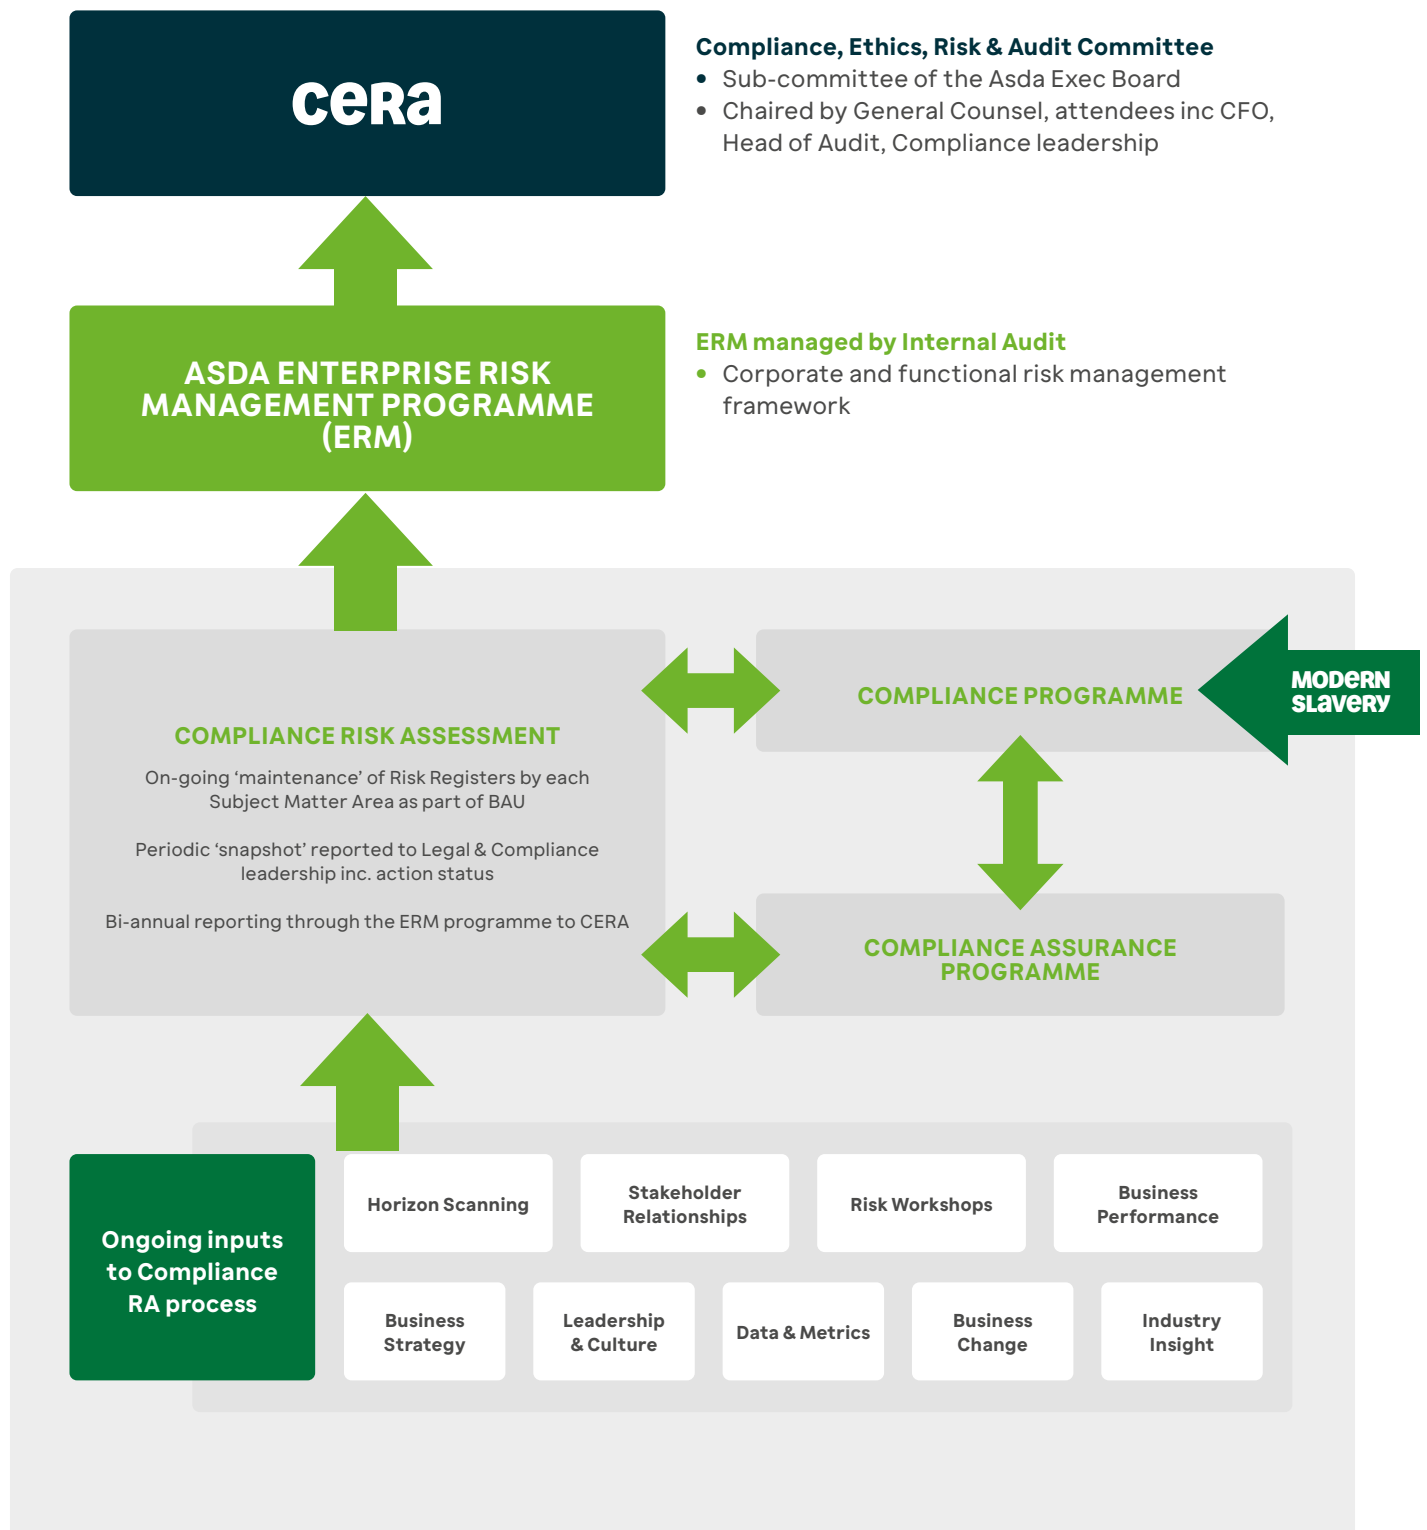 ceRa
Compliance, Ethics, Risk & Audit Committee
• Sub-committee of the Asda Exec Board
• Chaired by General Counsel, attendees inc CFO,
Head of Audit, Compliance leadership
ASDA ENTERPRISE RISK
MANAGEMENT PROGRAMME
(ERM)
ERM managed by Internal Audit
• Corporate and functional risk management
framework
COMPLIANCE RISK ASSESSMENT
On-going ‘maintenance’ of Risk Registers by each
Subject Matter Area as part of BAU
Periodic ‘snapshot’ reported to Legal & Compliance
leadership inc. action status
Bi-annual reporting through the ERM programme to CERA
COMPLIANCE PROGRAMME
MODeRN
SLaVeRY
COMPLIANCE ASSURANCE
PROGRAMME
Ongoing inputs
to Compliance
RA process
Horizon Scanning
Stakeholder
Relationships
Risk Workshops
Business
Performance
Business
Strategy
Leadership
& Culture
Data & Metrics
Business
Change
Industry
Insight